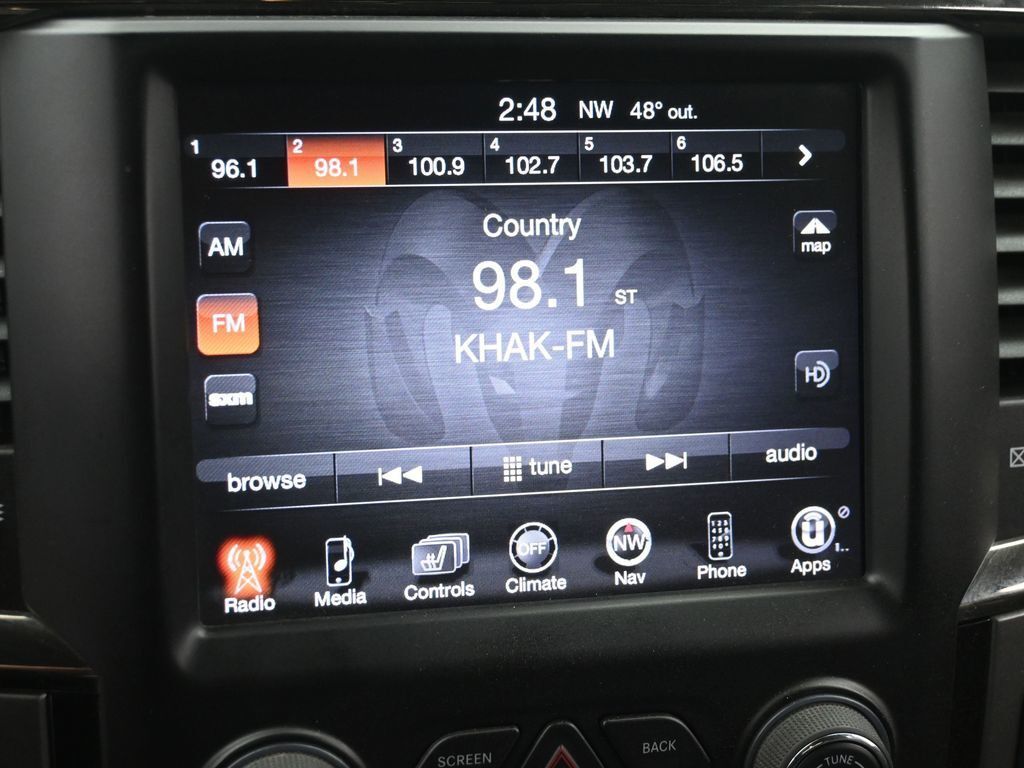 2:48 NW 48° out.
1 2 3 4 5 6
96.1 98.1 100.9 102.7 103.7 106.5
Country
AM
map
98.1 ST
FM
KHAK-FM
HD
sxm
browse tune audio
OFF NW
Radio Media Controls Climate Nav Phone Apps
SCREEN BACK
TUNE